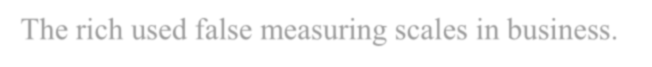 The rich used false measuring scales in business.